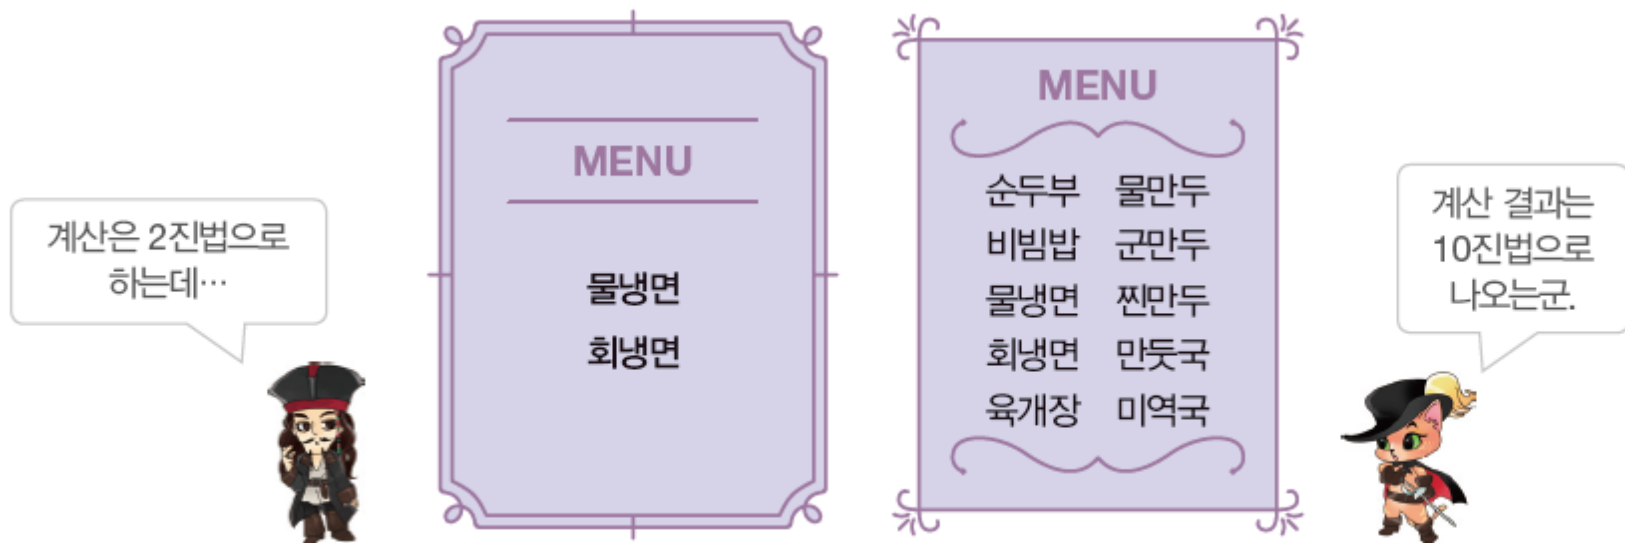 계산은 2진법으로
하는데…
MENU
물냉면
회냉면
MENU
순두부 물만두
비빔밥 군만두
물냉면 찐만두
회냉면 만둣국
육개장 미역국
계산 결과는
10진법으로
나오는군.